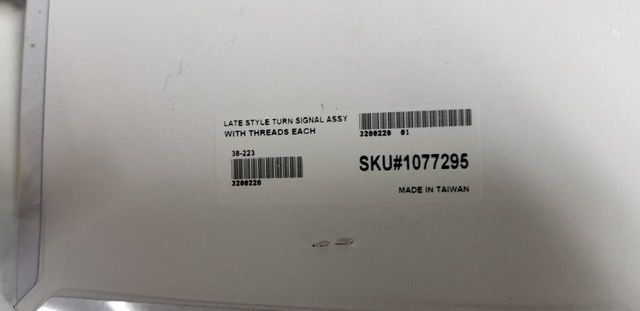 LATE STYLE TURN SIGNAL ASSY
WITH THREADS EACH
3200220 01
38-223
3200220
SKU#1077295
MADE IN TAIWAN